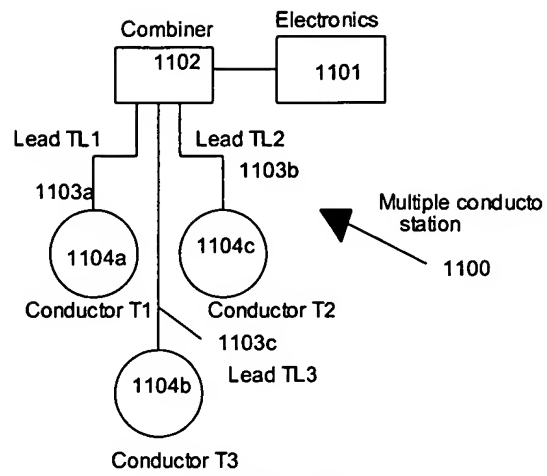 Electronics
Combiner
1102
1101
Lead TL1
Lead TL2
1103a
1103b
Multiple conducto
station
1104a
1104c
1100
Conductor T1
Conductor T2
1103c
Lead TL3
1104b
Conductor T3